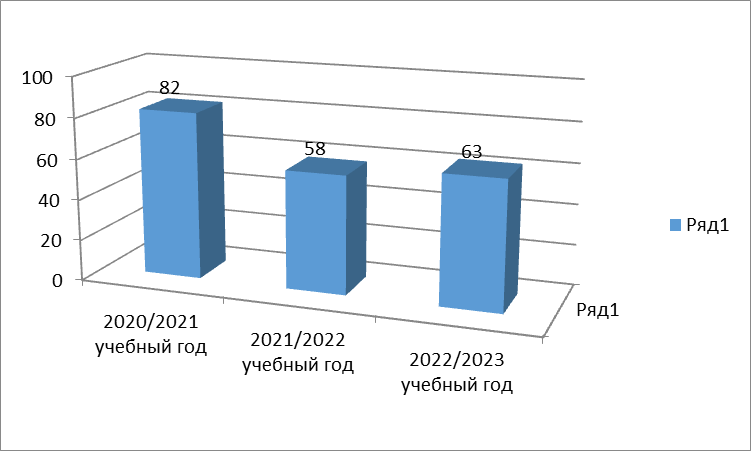 100
80
60
40
20
0
82
58
63
2020/2021
учебный год
2021/2022
учебный год
2022/2023
учебный год
Ряд1
Ряд1